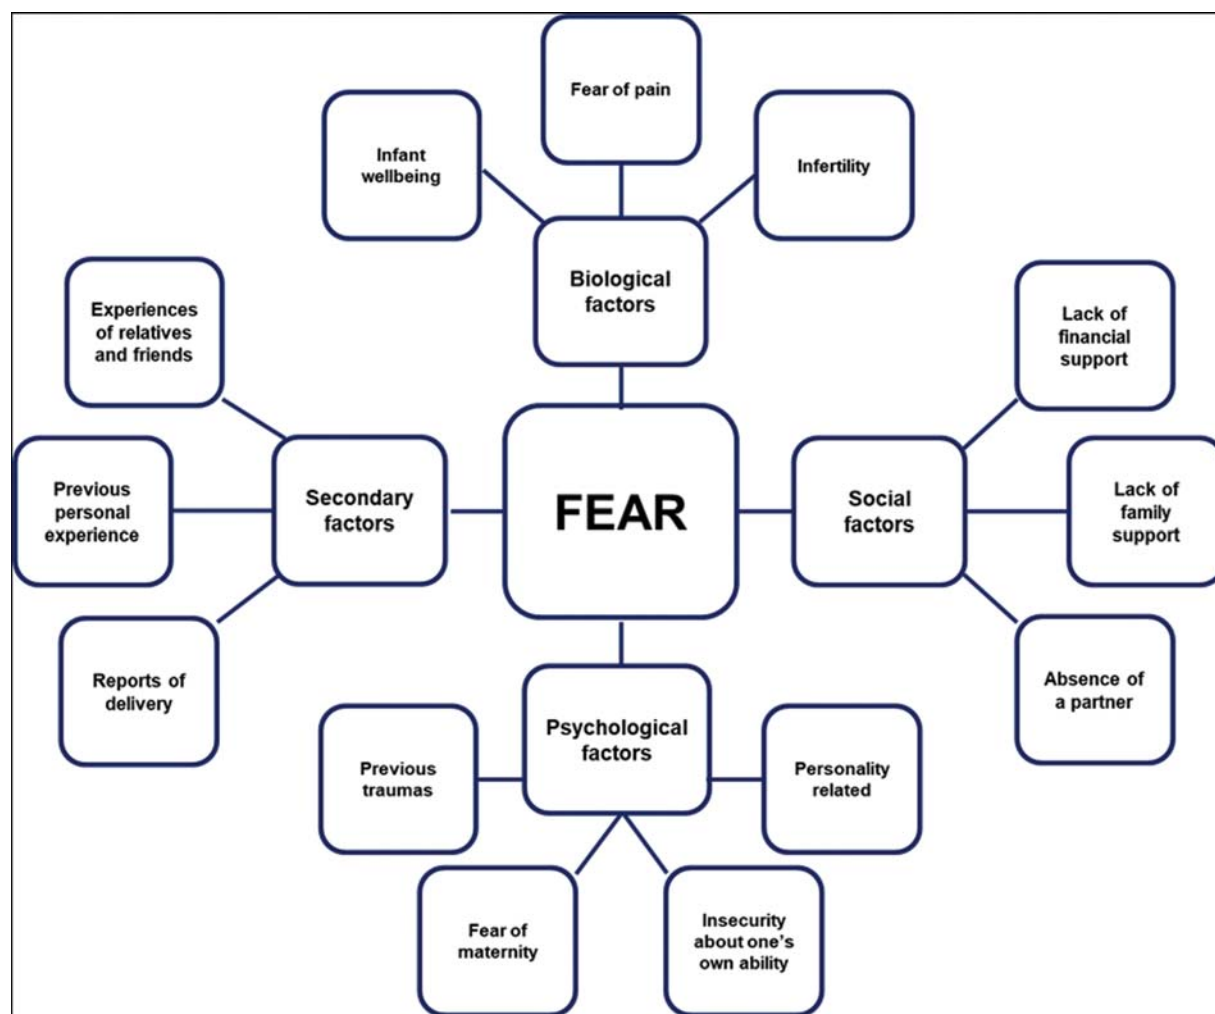 Fear of pain
Infant
wellbeing
Infertility
Biological
factors
Experiences
of relatives
and friends
Lack of
financial
support
Previous
personal
experience
Secondary
factors
FEAR
Social
factors
Lack of
family
support
Reports of
delivery
Absence of
a partner
Psychological
factors
Previous
traumas
Personality
related
Fear of
maternity
Insecurity
about one’s
own ability